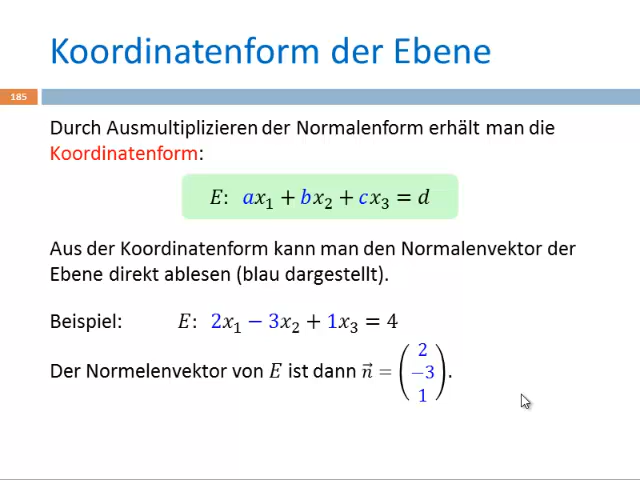 Koordinatenform der Ebene
185
Durch Ausmultiplizieren der Normalenform erhält man die
Koordinatenform:
E: ax₁ + bx₂ + cx₃ = d
Aus der Koordinatenform kann man den Normalenvektor der
Ebene direkt ablesen (blau dargestellt).
Beispiel: E: 2x₁ − 3x₂ + 1x₃ = 4
Der Normelenvektor von E ist dann n⃗ = (2 −3 1).